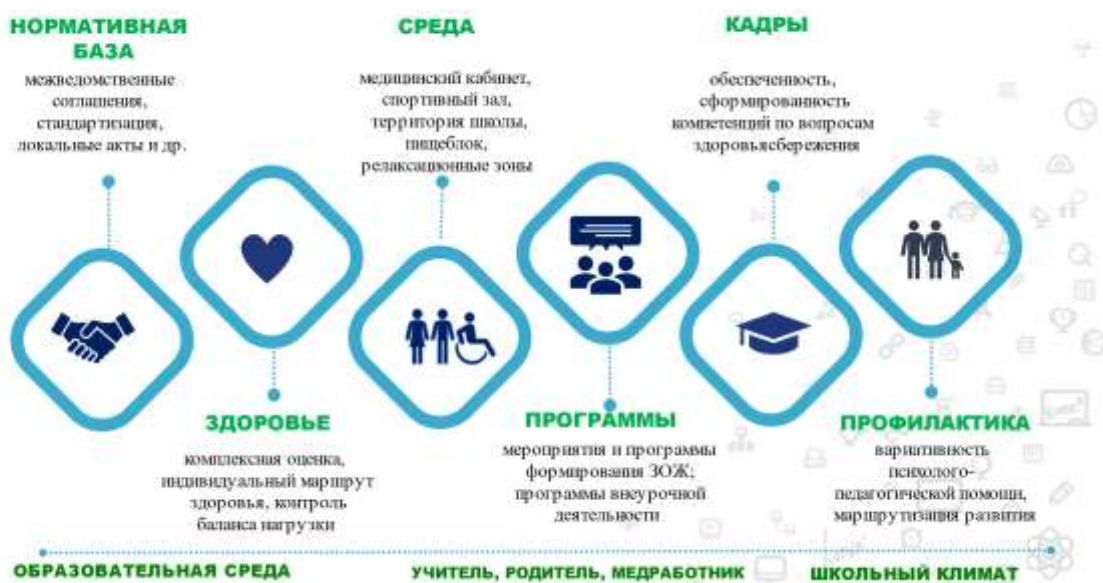 НОРМАТИВНАЯ
БАЗА
межведомственные
соглашения,
стандартизация,
локальные акты и др.
СРЕДА
медицинский кабинет,
спортивный зал,
территория школы,
пищеблок,
релаксационные зоны
КАДРЫ
обеспеченность,
сформированность
компетенций по вопросам
здоровьясбережения
ЗДОРОВЬЕ
комплексная оценка,
индивидуальный маршрут
здоровья, контроль
баланса нагрузки
ПРОГРАММЫ
мероприятия и программы
формирования ЗОЖ;
программы внеурочной
деятельности
ПРОФИЛАКТИКА
вариативность
психолого-
педагогической помощи,
маршрутизация развития
ОБРАЗОВАТЕЛЬНАЯ СРЕДА
УЧИТЕЛЬ, РОДИТЕЛЬ, МЕДРАБОТНИК
ШКОЛЬНЫЙ КЛИМАТ